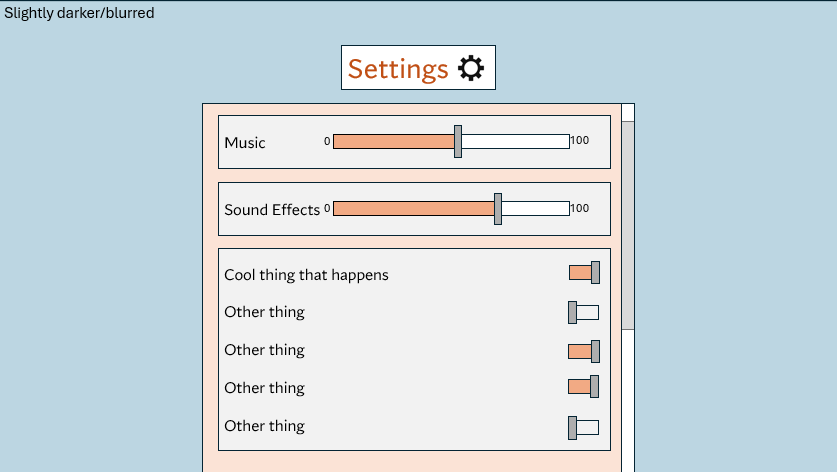 Slightly darker/blurred
Settings
Music 0 100
Sound Effects 0 100
Cool thing that happens
Other thing
Other thing
Other thing
Other thing